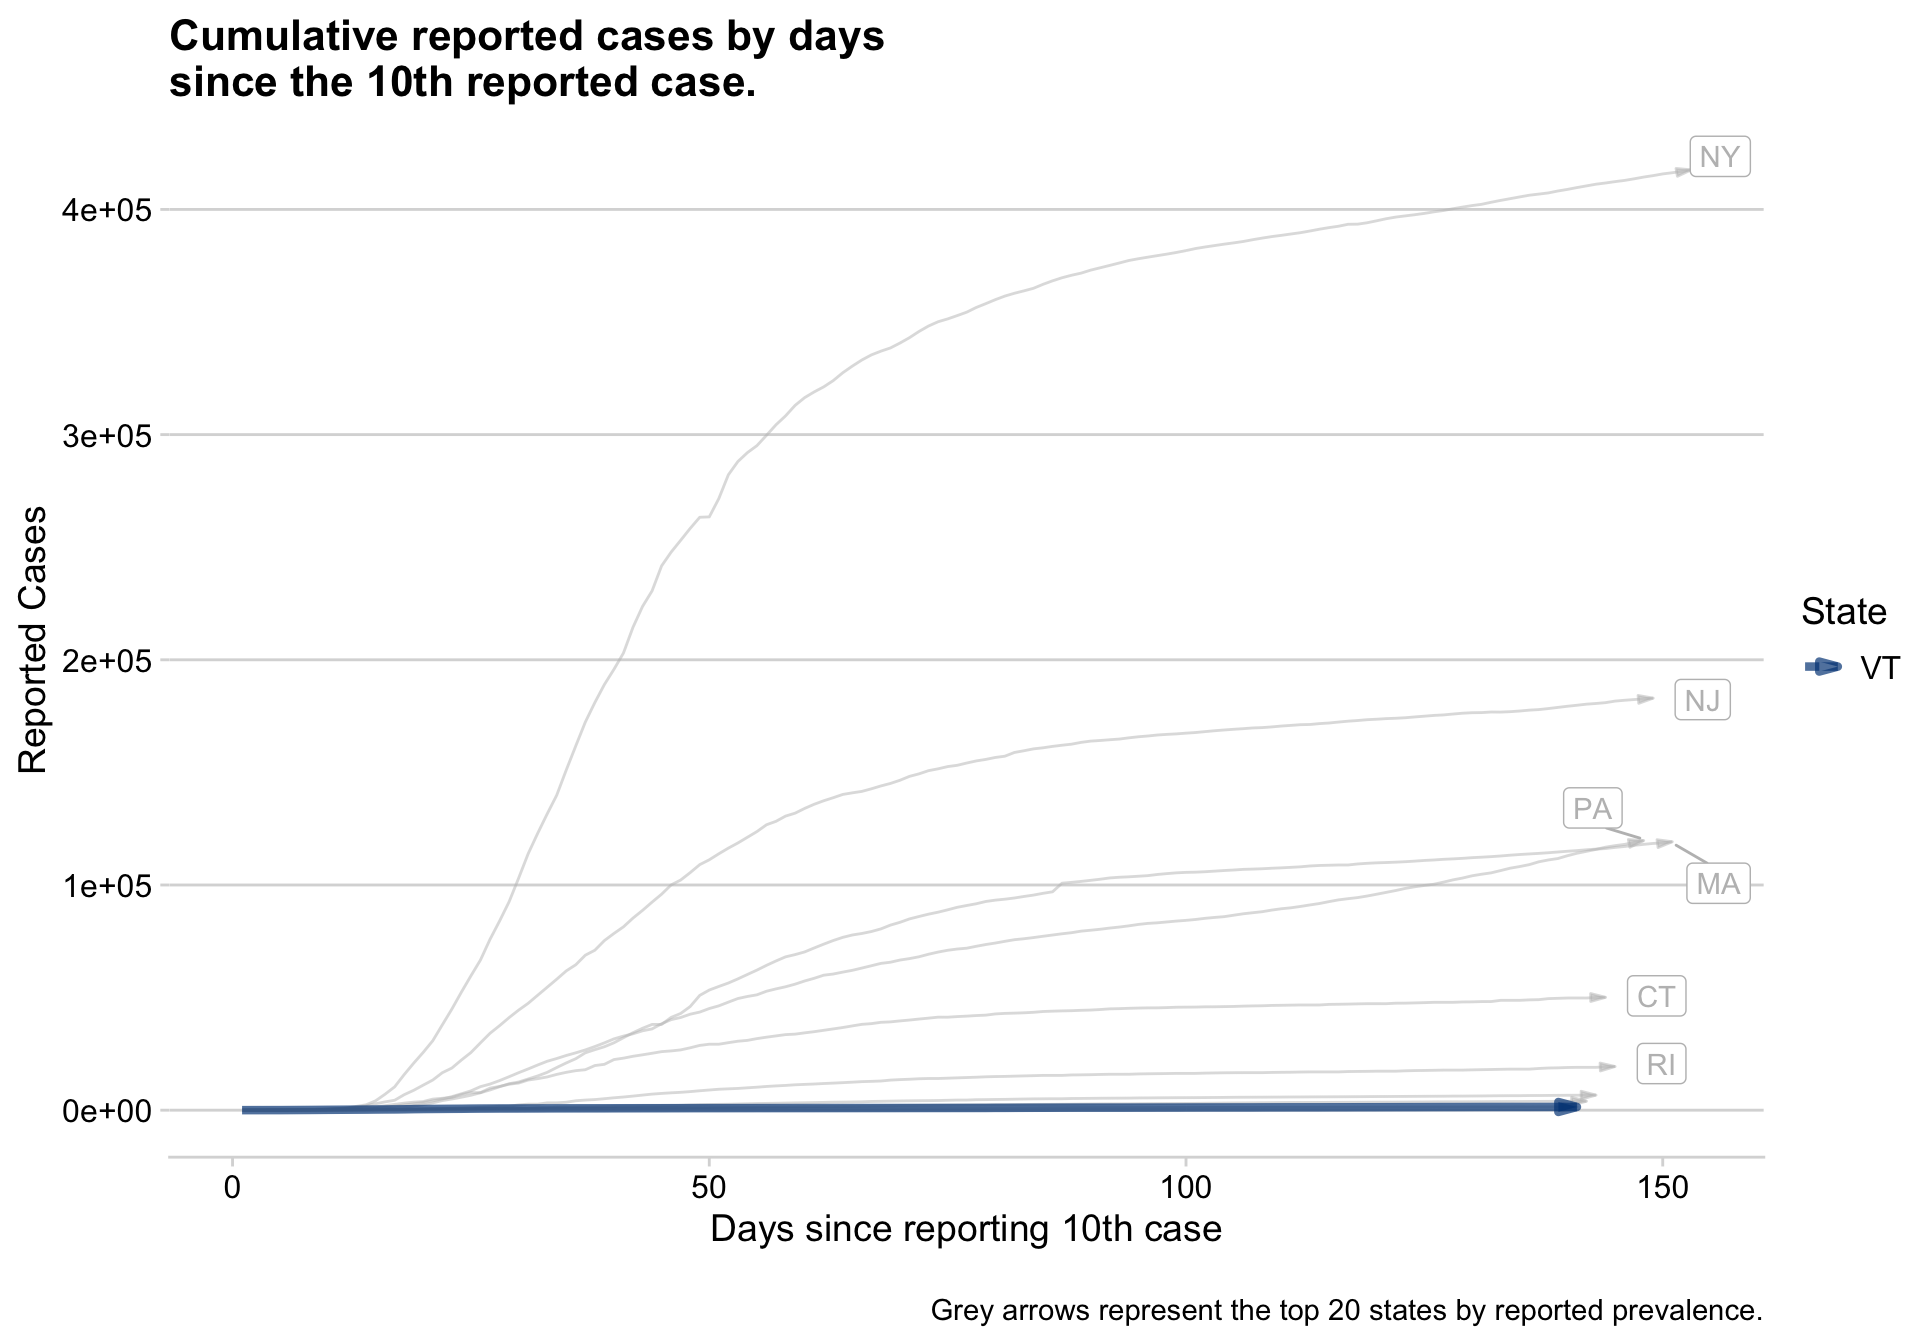 Cumulative reported cases by days
since the 10th reported case.
NY
4e+05
3e+05
Reported Cases
State
2e+05
VT
NJ
PA
1e+05
MA
CT
RI
0e+00
0 50 100 150
Days since reporting 10th case
Grey arrows represent the top 20 states by reported prevalence.